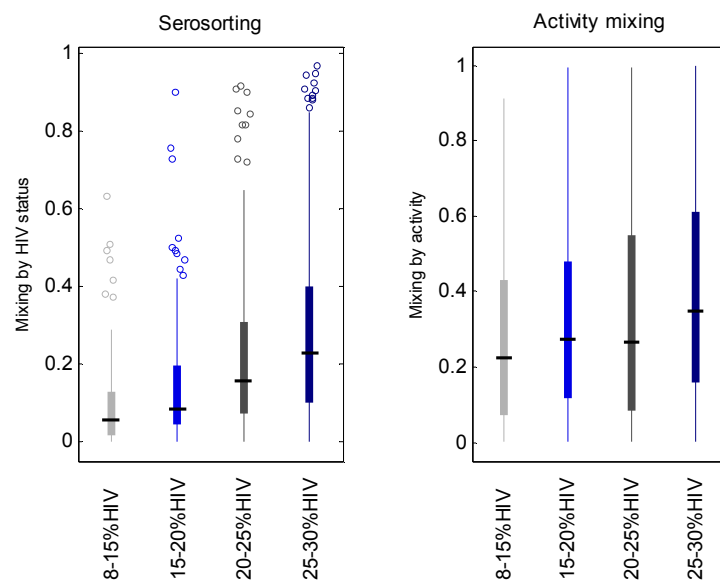 Serosorting
Mixing by HIV status
1
0.8
0.6
0.4
0.2
0
8-15%HIV
15-20%HIV
20-25%HIV
25-30%HIV
Activity mixing
Mixing by activity
1
0.8
0.6
0.4
0.2
0
8-15%HIV
15-20%HIV
20-25%HIV
25-30%HIV